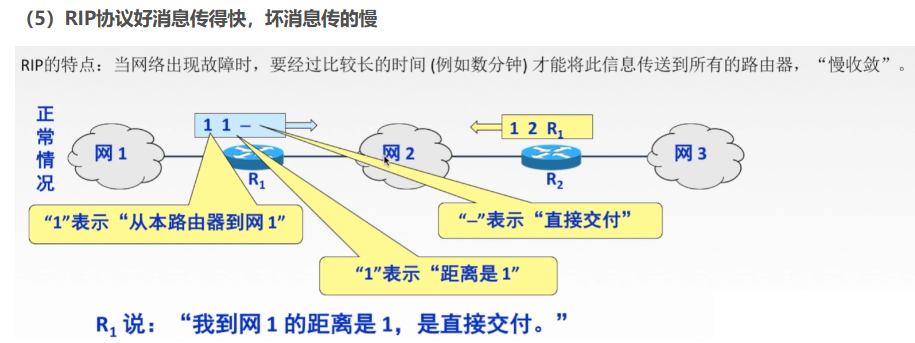 （5）RIP协议好消息传得快，坏消息传的慢
RIP的特点：当网络出现故障时，要经过比较长的时间 (例如数分钟) 才能将此信息传送到所有的路由器，“慢收敛”。
正常情况
1 1 −
1 2 R1
网 1
网 2
网 3
R1
R2
“1”表示“从本路由器到网 1”
“−”表示“直接交付”
“1”表示“距离是 1”
R1 说：“我到网 1 的距离是 1，是直接交付。”